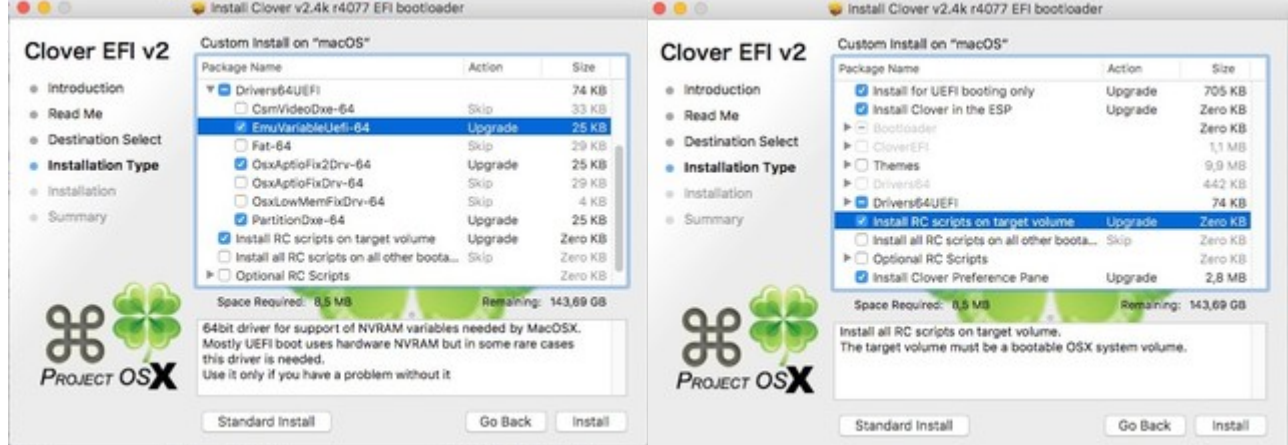 Install Clover v2.4k r4077 EFI bootloader
Clover EFI v2
Introduction
Read Me
Destination Select
Installation Type
Installation
Summary
PROJECT OSX
Custom Install on "macOS"
Package Name Action Size
Drivers64UEFI 74 KB
CsmVideoDxe-64 Skip 33 KB
EmuVariableUefi-64 Upgrade 25 KB
Fat-64 Skip 29 KB
OsxAptioFix2Drv-64 Upgrade 25 KB
OsxAptioFixDrv-64 Skip 29 KB
OsxLowMemFixDrv-64 Skip 4 KB
PartitionDxe-64 Upgrade 25 KB
Install RC scripts on target volume Upgrade Zero KB
Install all RC scripts on all other boota... Skip Zero KB
Optional RC Scripts Zero KB
Space Required: 8,5 MB Remaining: 143,69 GB
64bit driver for support of NVRAM variables needed by MacOSX.
Mostly UEFI boot uses hardware NVRAM but in some rare cases
this driver is needed.
Use it only if you have a problem without it
Standard Install Go Back Install
Install Clover v2.4k r4077 EFI bootloader
Clover EFI v2
Introduction
Read Me
Destination Select
Installation Type
Installation
Summary
PROJECT OSX
Custom Install on "macOS"
Package Name Action Size
Install for UEFI booting only Upgrade 705 KB
Install Clover in the ESP Upgrade Zero KB
Bootloader Zero KB
CloverEFI 1,1 MB
Themes 9,9 MB
Drivers64 442 KB
Drivers64UEFI 74 KB
Install RC scripts on target volume Upgrade Zero KB
Install all RC scripts on all other boota... Skip Zero KB
Optional RC Scripts Zero KB
Install Clover Preference Pane Upgrade 2,8 MB
Space Required: 8,5 MB Remaining: 143,69 GB
Install all RC scripts on target volume.
The target volume must be a bootable OSX system volume.
Standard Install Go Back Install